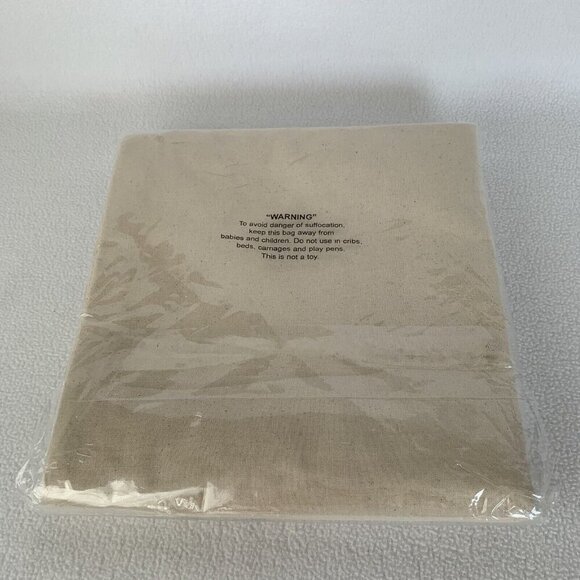 "WARNING"
To avoid danger of suffocation,
keep this bag away from
babies and children. Do not use in cribs,
beds, carriages and play pens.
This is not a toy.